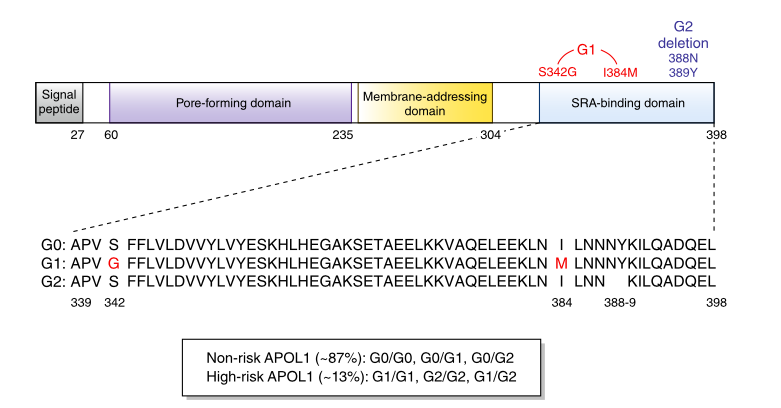 G2
deletion
388N
389Y
G1
S342G I384M
Signal
peptide
Pore-forming domain
Membrane-addressing
domain
SRA-binding domain
27 60 235 304 398
G0: APV S FFLVLDVVYLVYESKHLHEGAKSETAEELKKVAQELEEKLN I LNNNYKILQADQEL
G1: APV G FFLVLDVVYLVYESKHLHEGAKSETAEELKKVAQELEEKLN M LNNNYKILQADQEL
G2: APV S FFLVLDVVYLVYESKHLHEGAKSETAEELKKVAQELEEKLN I LNN KILQADQEL
339 342 384 388-9 398
Non-risk APOL1 (~87%): G0/G0, G0/G1, G0/G2
High-risk APOL1 (~13%): G1/G1, G2/G2, G1/G2